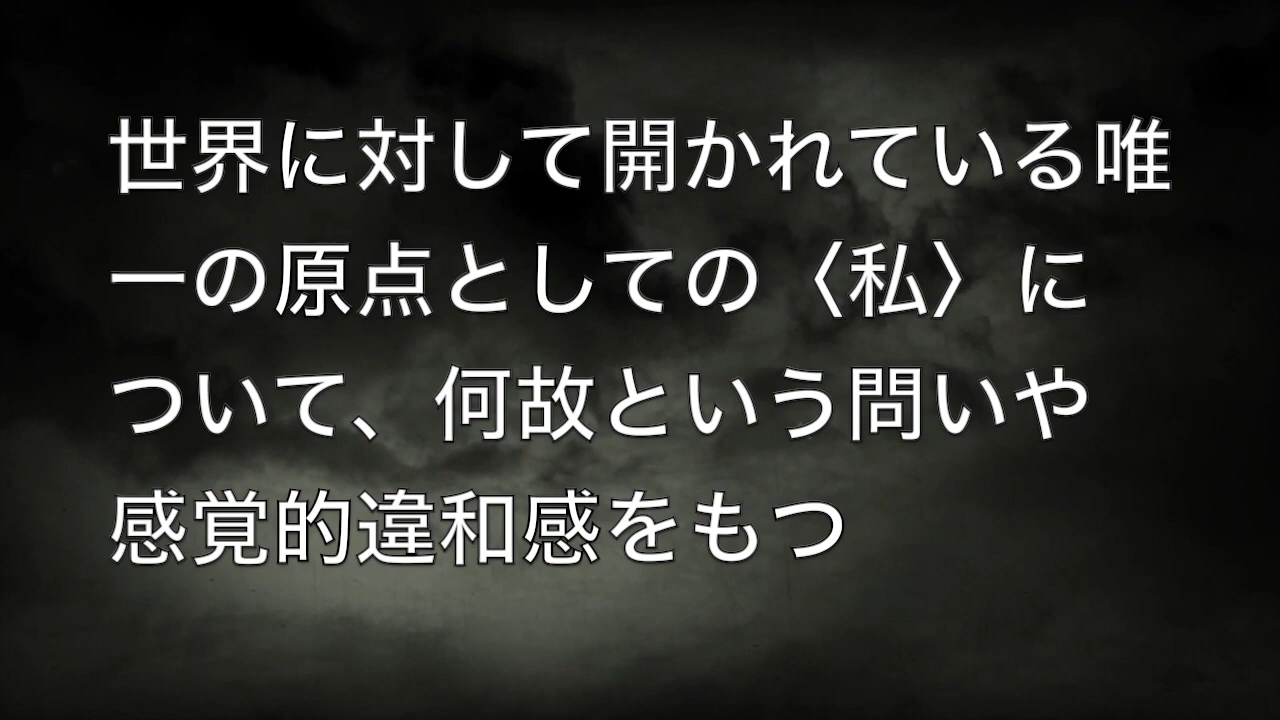 世界に対して開かれている唯
一の原点としての〈私〉に
ついて、何故という問いや
感覚的違和感をもつ